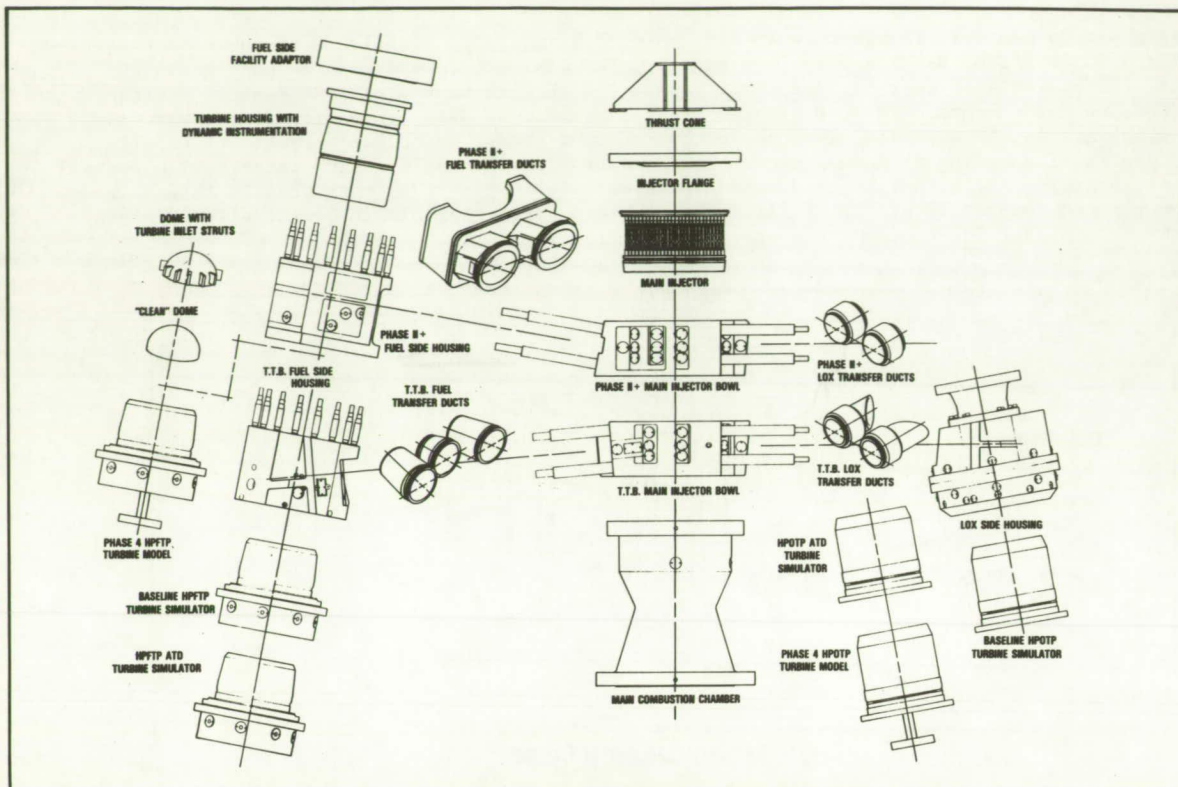 FUEL SIDE
FACILITY ADAPTOR
TURBINE HOUSING WITH
DYNAMIC INSTRUMENTATION
PHASE II+
FUEL TRANSFER DUCTS
THRUST CONE
INJECTOR FLANGE
DOME WITH
TURBINE INLET STRUTS
MAIN INJECTOR
"CLEAN" DOME
PHASE II+
FUEL SIDE HOUSING
T.T.B. FUEL SIDE
HOUSING
T.T.B. FUEL
TRANSFER DUCTS
PHASE II+ MAIN INJECTOR BOWL
PHASE II+
LOX TRANSFER DUCTS
T.T.B. MAIN INJECTOR BOWL
T.T.B. LOX
TRANSFER DUCTS
LOX SIDE HOUSING
PHASE 4 HPFTP
TURBINE MODEL
HPOTP ATD
TURBINE
SIMULATOR
BASELINE HPFTP
TURBINE SIMULATOR
BASELINE HPOTP
TURBINE SIMULATOR
HPFTP ATD
TURBINE SIMULATOR
PHASE 4 HPOTP
TURBINE MODEL
MAIN COMBUSTION CHAMBER